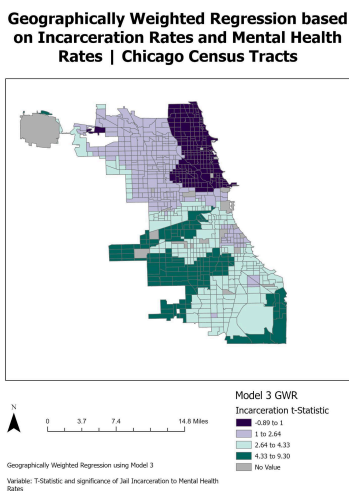 Geographically Weighted Regression based
on Incarceration Rates and Mental Health
Rates | Chicago Census Tracts
Model 3 GWR
Incarceration t-Statistic
-0.89 to 1
1 to 2.64
2.64 to 4.33
4.33 to 9.30
No Value
N
0 3.7 7.4 14.8 Miles
Geographically Weighted Regression using Model 3
Variable: T-Statistic and significance of Jail Incarceration to Mental Health
Rates